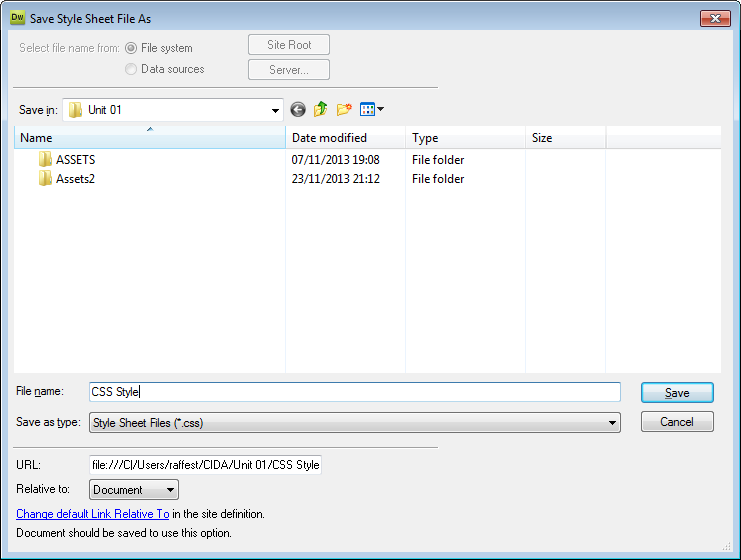 Dw Save Style Sheet File As
Select file name from: File system Site Root
Data sources Server...
Save in: Unit 01
Name Date modified Type Size
ASSETS 07/11/2013 19:08 File folder
Assets2 23/11/2013 21:12 File folder
File name: CSS Style Save
Save as type: Style Sheet Files (*.css) Cancel
URL: file:///C|/Users/raffest/CIDA/Unit 01/CSS Style
Relative to: Document
Change default Link Relative To in the site definition.
Document should be saved to use this option.